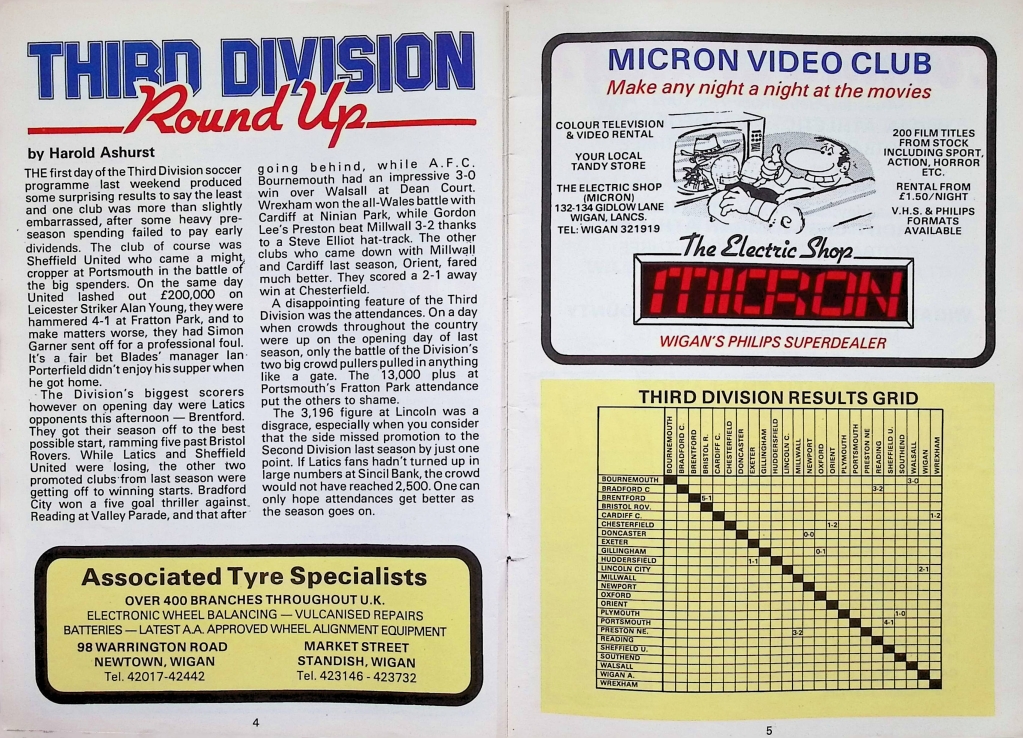 THIRD DIVISION
Round Up
by Harold Ashurst
THE first day of the Third Division soccer
programme last weekend produced
some surprising results to say the least
and one club was more than slightly
embarrassed, after some heavy pre-
season spending failed to pay early
dividends. The club of course was
Sheffield United who came a might
cropper at Portsmouth in the battle of
the big spenders. On the same day
United lashed out £200,000 on
Leicester Striker Alan Young, they were
hammered 4-1 at Fratton Park, and to
make matters worse, they had Simon
Garner sent off for a professional foul.
It's a fair bet Blades' manager Ian
Porterfield didn't enjoy his supper when
he got home.
The Division's biggest scorers
however on opening day were Latics
opponents this afternoon — Brentford.
They got their season off to the best
possible start, ramming five past Bristol
Rovers. While Latics and Sheffield
United were losing, the other two
promoted clubs from last season were
getting off to winning starts. Bradford
City won a five goal thriller against
Reading at Valley Parade, and that after
going behind, while A.F.C.
Bournemouth had an impressive 3-0
win over Walsall at Dean Court.
Wrexham won the all-Wales battle with
Cardiff at Ninian Park, while Gordon
Lee's Preston beat Millwall 3-2 thanks
to a Steve Elliot hat-track. The other
clubs who came down with Millwall
and Cardiff last season, Orient, fared
much better. They scored a 2-1 away
win at Chesterfield.
A disappointing feature of the Third
Division was the attendances. On a day
when crowds throughout the country
were up on the opening day of last
season, only the battle of the Division's
two big crowd pullers pulled in anything
like a gate. The 13,000 plus at
Portsmouth's Fratton Park attendance
put the others to shame.
The 3,196 figure at Lincoln was a
disgrace, especially when you consider
that the side missed promotion to the
Second Division last season by just one
point. If Latics fans hadn't turned up in
large numbers at Sincil Bank, the crowd
would not have reached 2,500. One can
only hope attendances get better as
the season goes on.
Associated Tyre Specialists
OVER 400 BRANCHES THROUGHOUT U.K.
ELECTRONIC WHEEL BALANCING — VULCANISED REPAIRS
BATTERIES — LATEST A.A. APPROVED WHEEL ALIGNMENT EQUIPMENT
98 WARRINGTON ROAD
NEWTOWN, WIGAN
Tel. 42017-42442
MARKET STREET
STANDISH, WIGAN
Tel. 423146 - 423732
4
MICRON VIDEO CLUB
Make any night a night at the movies
COLOUR TELEVISION
& VIDEO RENTAL
YOUR LOCAL
TANDY STORE
THE ELECTRIC SHOP
(MICRON)
132-134 GIDLOW LANE
WIGAN, LANCS.
TEL: WIGAN 321919
200 FILM TITLES
FROM STOCK
INCLUDING SPORT,
ACTION, HORROR
ETC.
RENTAL FROM
£1.50/NIGHT
V.H.S. & PHILIPS
FORMATS
AVAILABLE
The Electric Shop
MICRON
WIGAN'S PHILIPS SUPERDEALER
THIRD DIVISION RESULTS GRID
BOURNEMOUTH
BRADFORD C.
BRENTFORD
BRISTOL R.
CARDIFF C.
CHESTERFIELD
DONCASTER
EXETER
GILLINGHAM
HUDDERSFIELD
LINCOLN C.
MILLWALL
NEWPORT
OXFORD
ORIENT
PLYMOUTH
PORTSMOUTH
PRESTON NE
READING
SHEFFIELD U.
SOUTHEND
WALSALL
WIGAN
WREXHAM
BOURNEMOUTH 3-0
BRADFORD C 3-2
BRENTFORD 5-1
BRISTOL ROV.
CARDIFF C. 1-2
CHESTERFIELD 1-2
DONCASTER 0-0
EXETER
GILLINGHAM 0-1
HUDDERSFIELD 1-1
LINCOLN CITY 2-1
MILLWALL
NEWPORT
OXFORD
ORIENT
PLYMOUTH 1-0
PORTSMOUTH 4-1
PRESTON NE. 3-2
READING
SHEFFIELD U.
SOUTHEND
WALSALL
WIGAN A.
WREXHAM
5